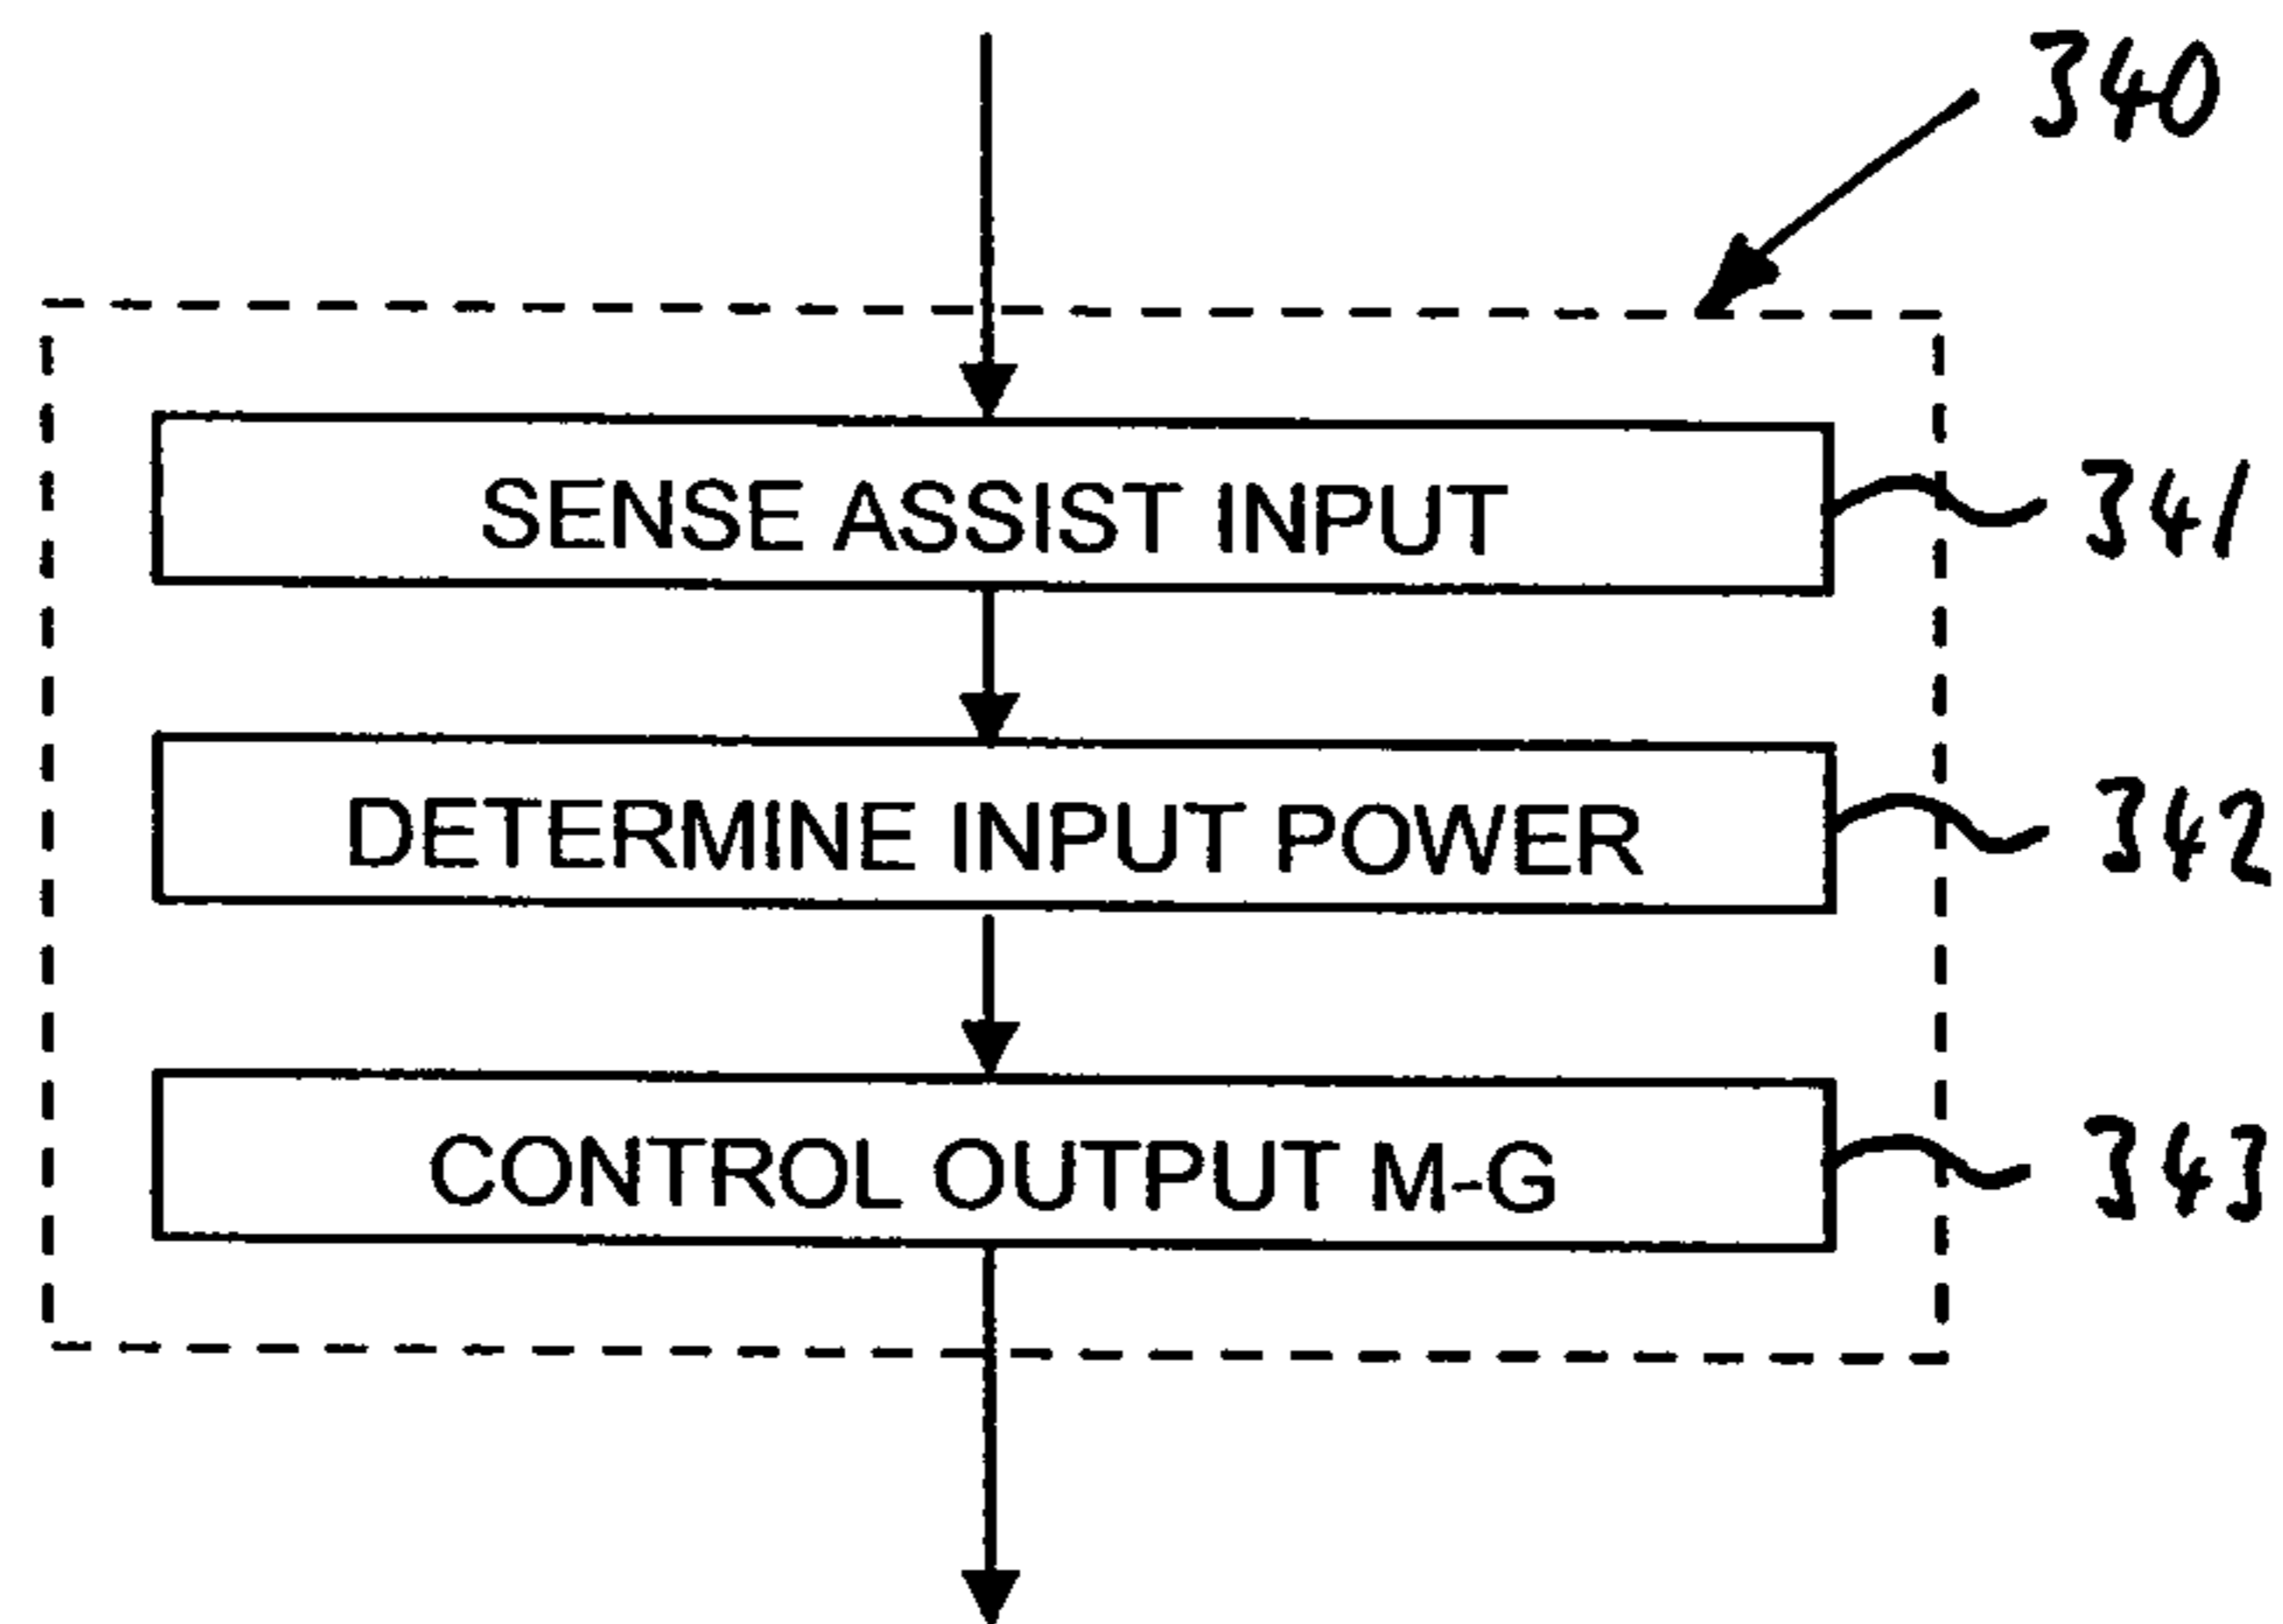 340
SENSE ASSIST INPUT
341
DETERMINE INPUT POWER
342
CONTROL OUTPUT M-G
343